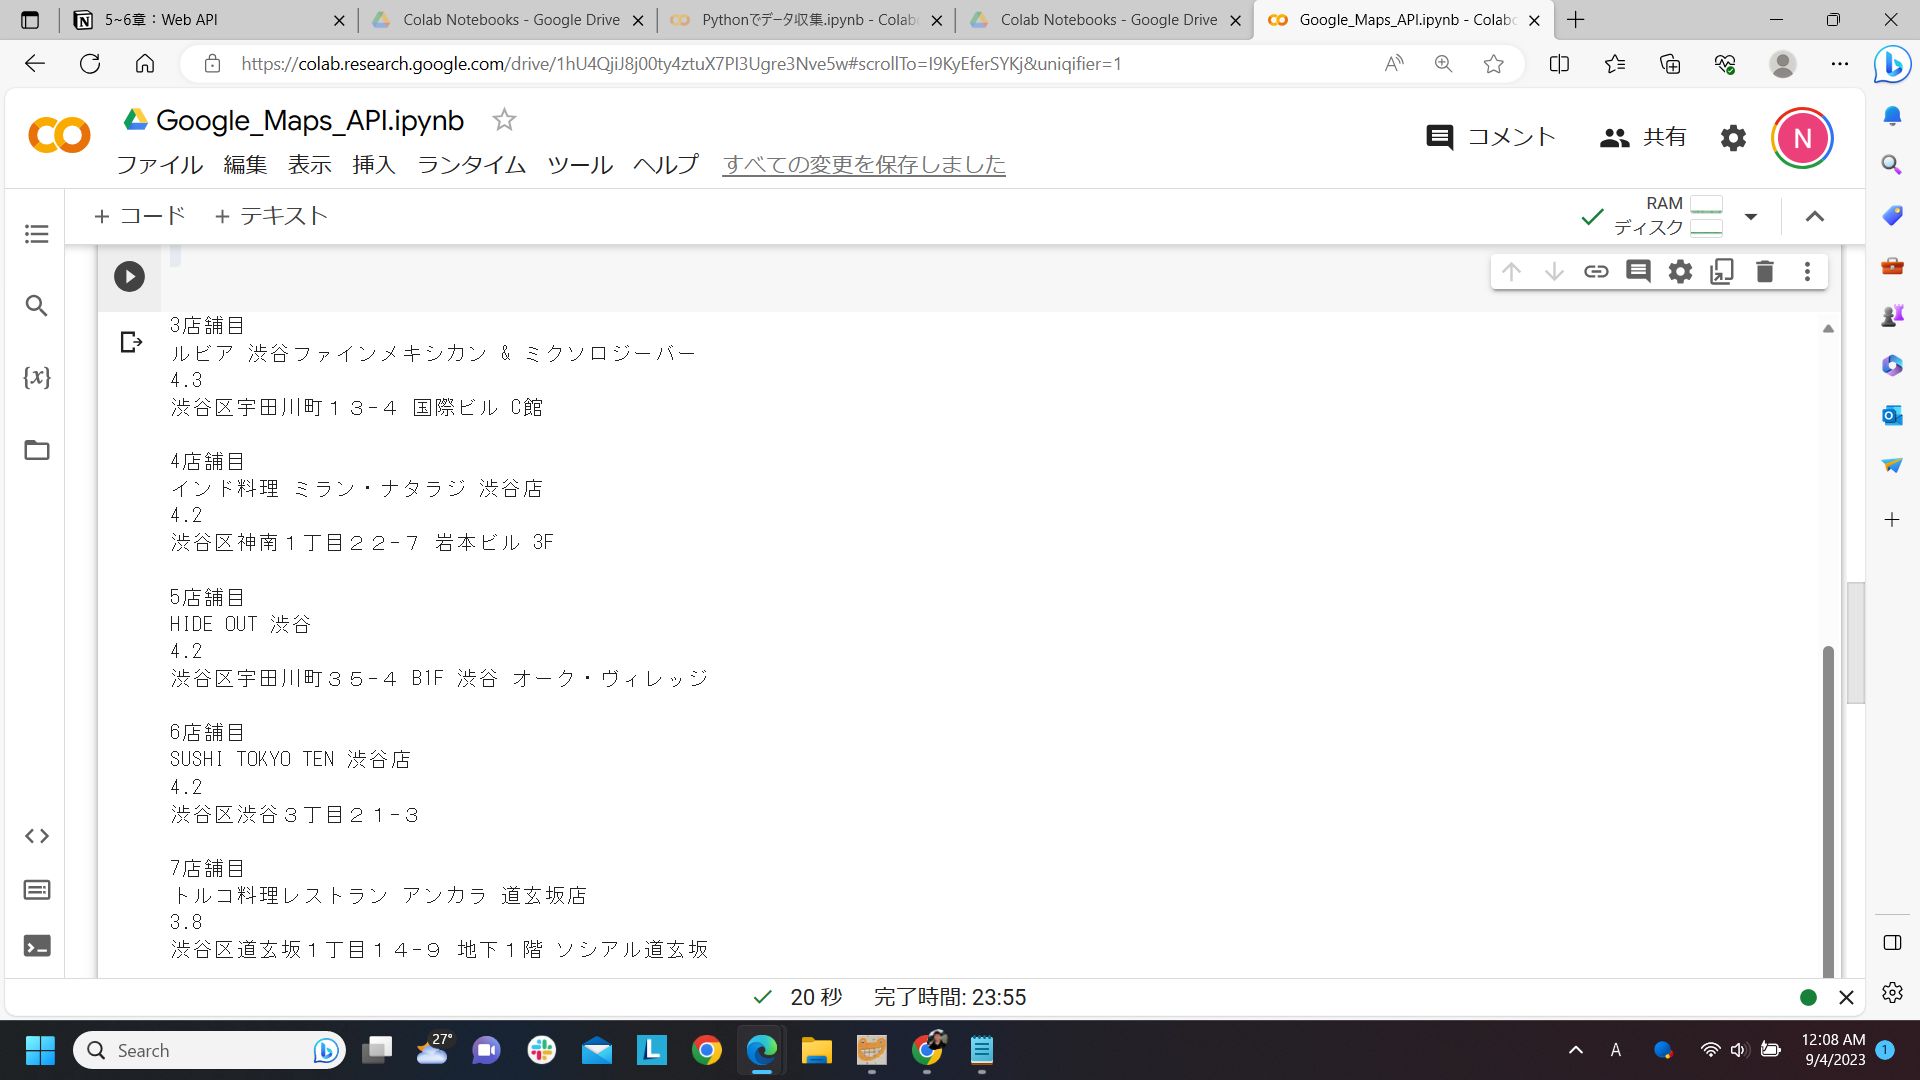 5~6章：Web API
Colab Notebooks - Google Drive
Pythonでデータ収集.ipynb - Colab
Colab Notebooks - Google Drive
Google_Maps_API.ipynb - Colabo
https://colab.research.google.com/drive/1hU4QjiJ8j00ty4ztuX7PI3Ugre3Nve5w#scrollTo=I9KyEferSYKj&uniqifier=1
Google_Maps_API.ipynb
コメント
共有
N
ファイル 編集 表示 挿入 ランタイム ツール ヘルプ すべての変更を保存しました
+ コード + テキスト
RAM
ディスク
{x}
3店舗目
ルビア 渋谷ファインメキシカン & ミクソロジーバー
4.3
渋谷区宇田川町１３−４ 国際ビル C館
4店舗目
インド料理 ミラン・ナタラジ 渋谷店
4.2
渋谷区神南１丁目２２−７ 岩本ビル 3F
5店舗目
HIDE OUT 渋谷
4.2
渋谷区宇田川町３５−４ B1F 渋谷 オーク・ヴィレッジ
6店舗目
SUSHI TOKYO TEN 渋谷店
4.2
渋谷区渋谷３丁目２１−３
7店舗目
トルコ料理レストラン アンカラ 道玄坂店
3.8
渋谷区道玄坂１丁目１４−９ 地下１階 ソシアル道玄坂
20 秒 完了時間: 23:55
Search
27°
L
A
12:08 AM
9/4/2023
1